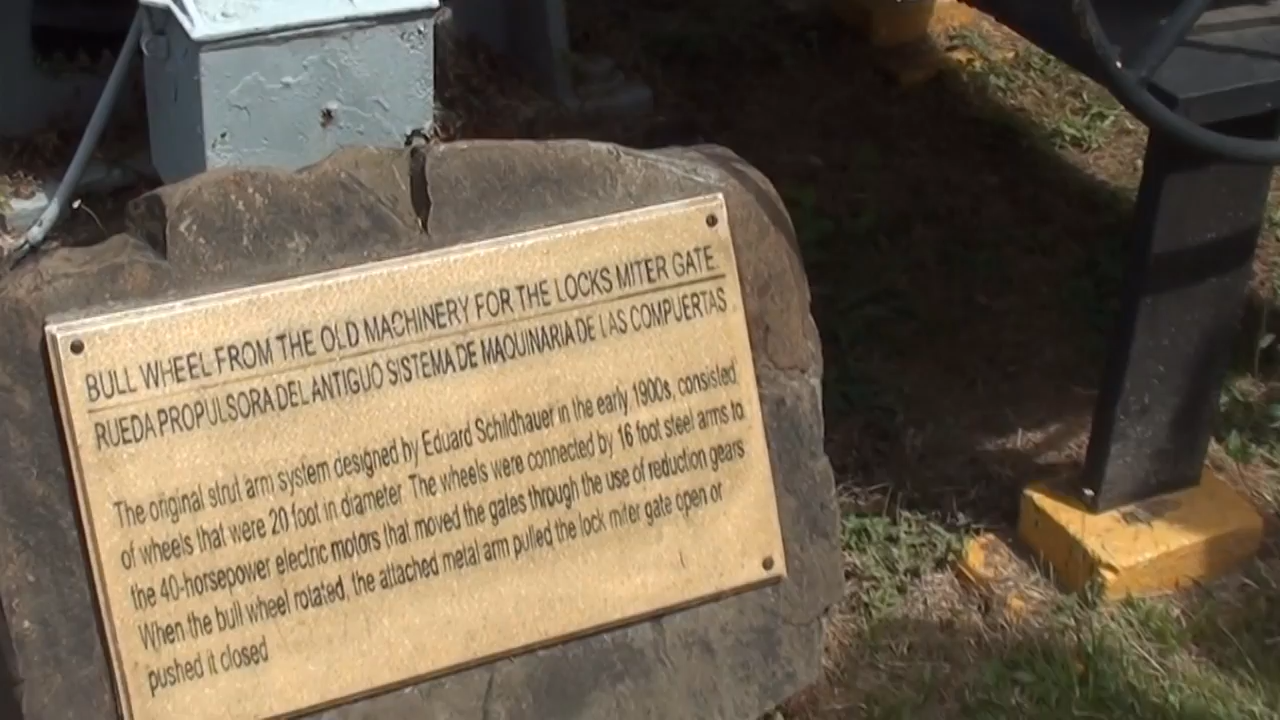 BULL WHEEL FROM THE OLD MACHINERY FOR THE LOCKS MITER GATE.
RUEDA PROPULSORA DEL ANTIGUO SISTEMA DE MAQUINARIA DE LAS COMPUERTAS
The original strut arm system designed by Eduard Schildhauer in the early 1900s, consisted
of wheels that were 20 foot in diameter. The wheels were connected by 16 foot steel arms to
the 40-horsepower electric motors that moved the gates through the use of reduction gears
When the bull wheel rotated, the attached metal arm pulled the lock miter gate open or
pushed it closed